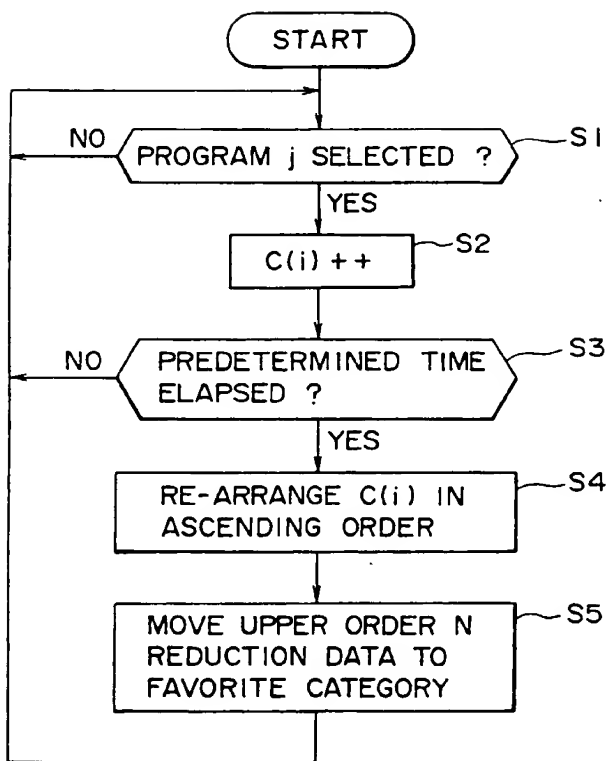 START
NO
PROGRAM j SELECTED ?
S1
YES
C(i)++
S2
NO
PREDETERMINED TIME
ELAPSED ?
S3
YES
RE-ARRANGE C(i) IN
ASCENDING ORDER
S4
MOVE UPPER ORDER N
REDUCTION DATA TO
FAVORITE CATEGORY
S5